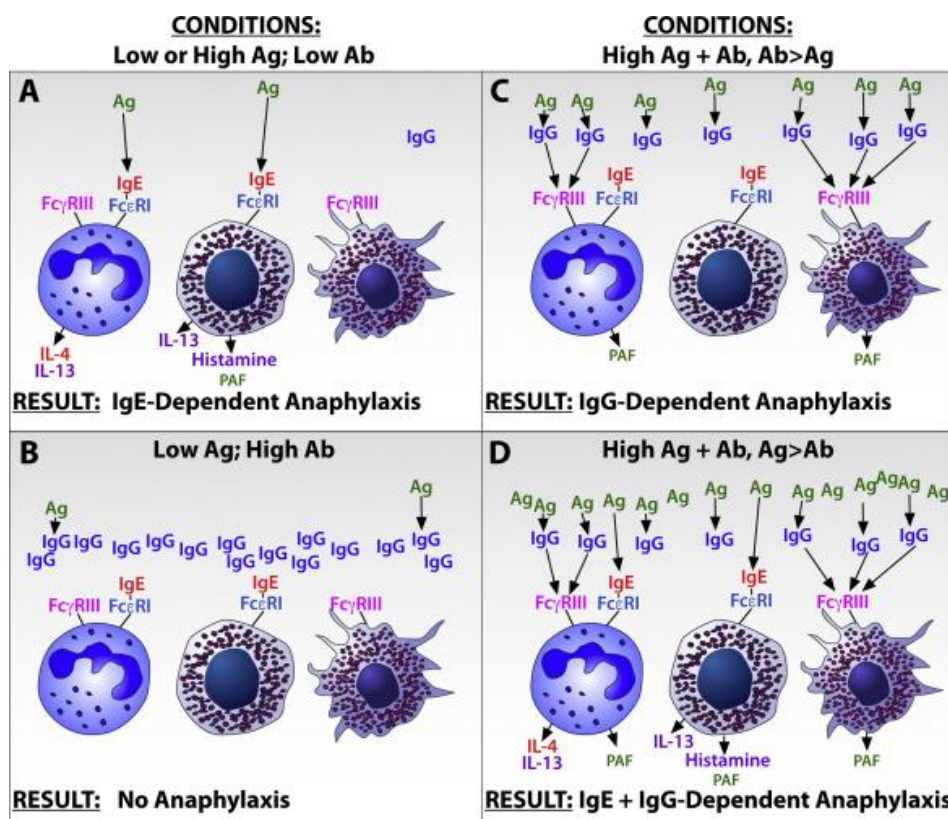 CONDITIONS:
Low or High Ag; Low Ab
A
Ag
Ag
IgG
IgE
IgE
FcγRIII
FcεRI
FcεRI
FcγRIII
IL-4
IL-13
IL-13
Histamine
PAF
RESULT: IgE-Dependent Anaphylaxis
B
Low Ag; High Ab
Ag
Ag
IgG IgG IgG IgG IgG IgG IgG IgG IgG IgG IgG
IgG IgG IgG IgG
IgE
IgE
FcγRIII
FcεRI
FcεRI
FcγRIII
RESULT: No Anaphylaxis
CONDITIONS:
High Ag + Ab, Ab>Ag
C
Ag Ag Ag Ag Ag Ag Ag
IgG IgG IgG IgG IgG IgG IgG
IgE
IgE
FcγRIII
FcεRI
FcεRI
FcγRIII
PAF
PAF
RESULT: IgG-Dependent Anaphylaxis
D
High Ag + Ab, Ag>Ab
Ag Ag Ag Ag Ag Ag Ag Ag Ag Ag Ag Ag Ag Ag Ag
IgG IgG IgG IgG IgG IgG IgG
IgE
IgE
FcγRIII
FcεRI
FcεRI
FcγRIII
IL-4
IL-13
PAF
IL-13
Histamine
PAF
PAF
RESULT: IgE + IgG-Dependent Anaphylaxis